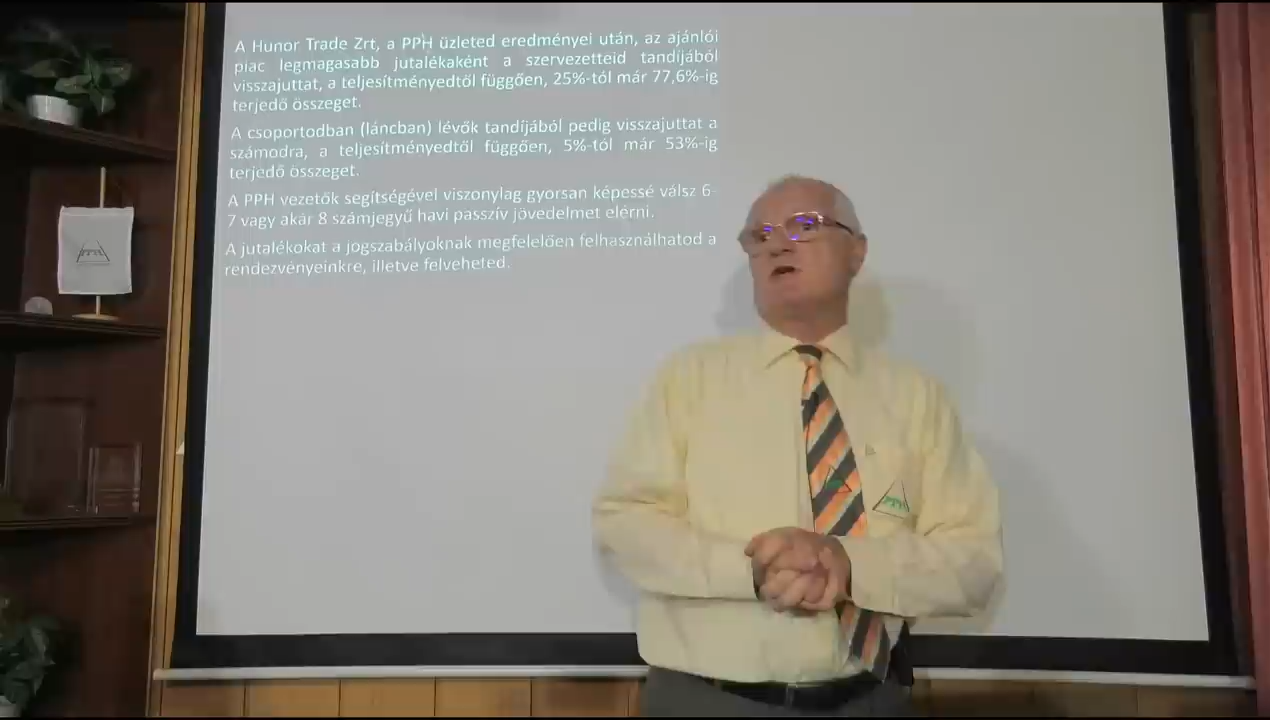 A Hunor Trade Zrt, a PPH üzleted eredményei után, az ajánlói
piac legmagasabb jutalékaként a szervezetteid tandíjából
visszajuttat, a teljesítményedtől függően, 25%-tól már 77,6%-ig
terjedő összeget.
A csoportodban (láncban) lévők tandíjából pedig visszajuttat a
számodra, a teljesítményedtől függően, 5%-tól már 53%-ig
terjedő összeget.
A PPH vezetők segítségével viszonylag gyorsan képessé válsz 6-
7 vagy akár 8 számjegyű havi passzív jövedelmet elérni.
A jutalékokat a jogszabályoknak megfelelően felhasználhatod a
rendezvényeinkre, illetve felveheted.
PPH